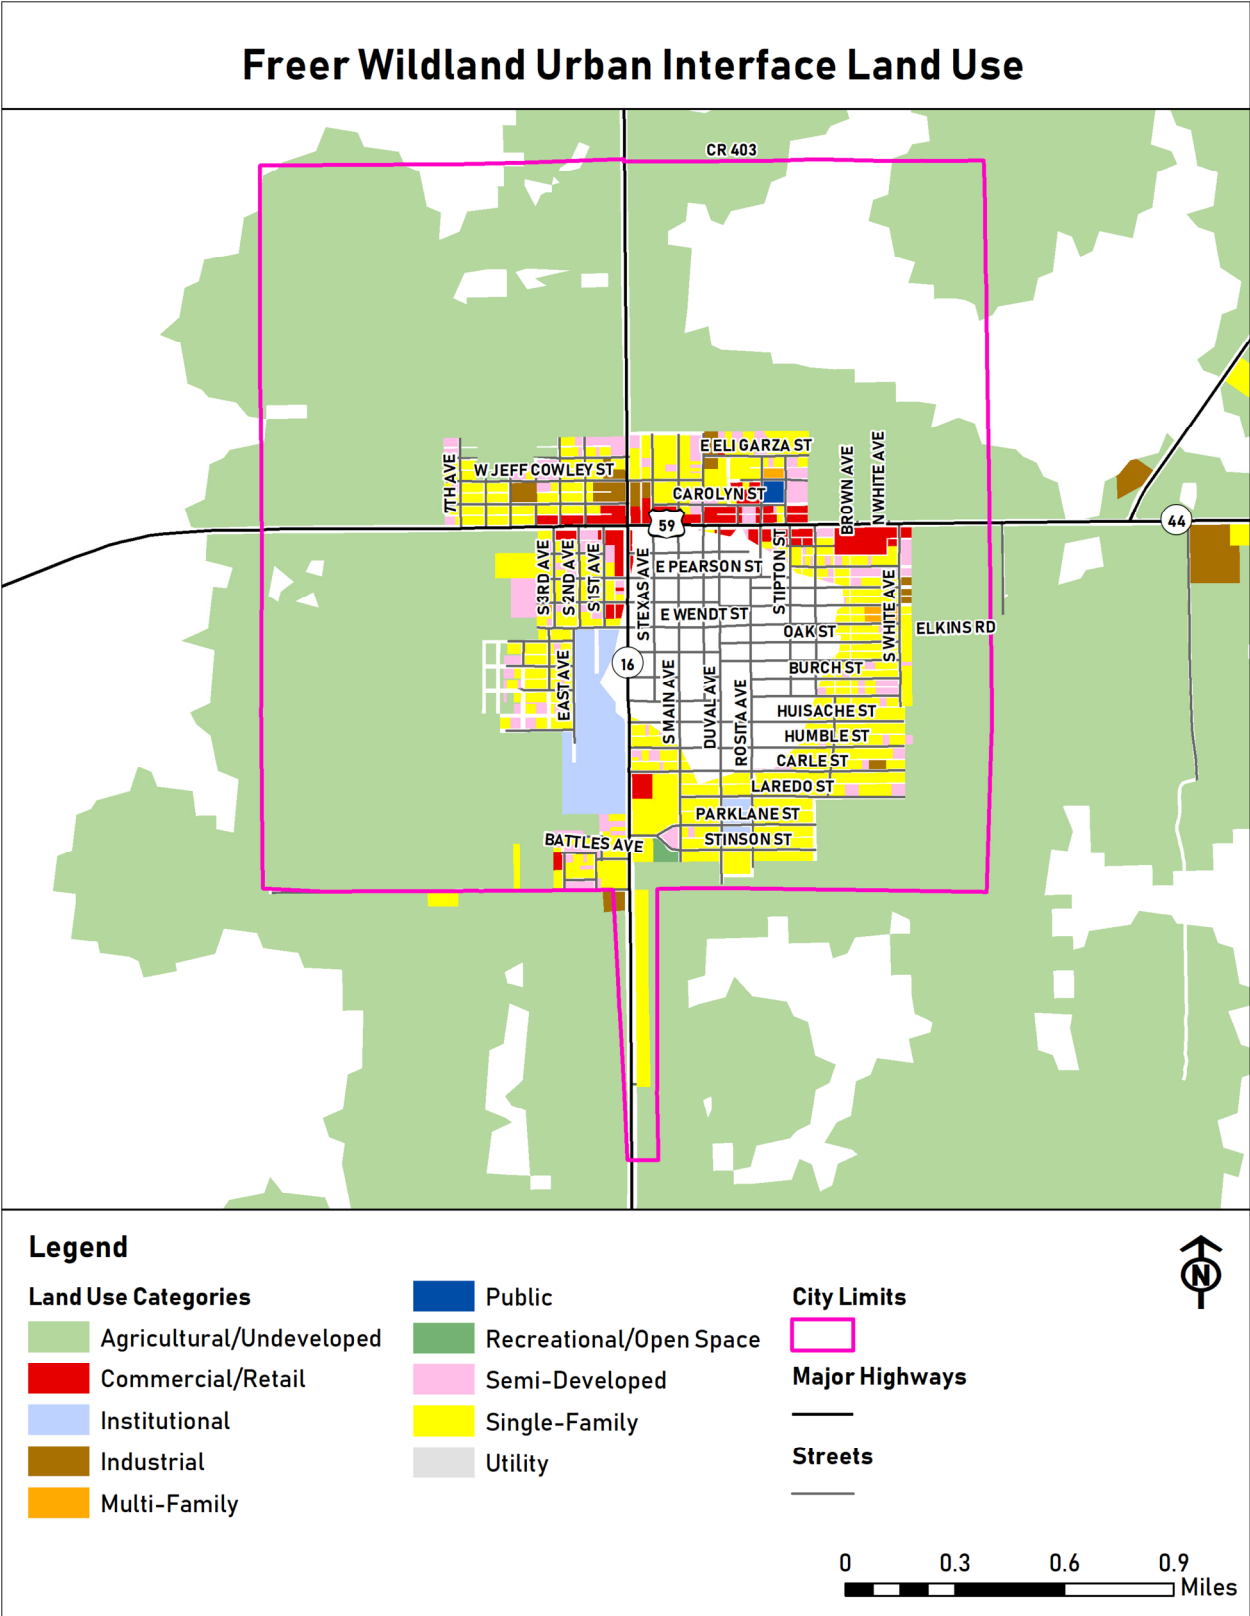 Freer Wildland Urban Interface Land Use
CR 403
E ELI GARZA ST
7TH AVE
W JEFF COWLEY ST
CAROLYN ST
BROWN AVE
N WHITE AVE
59
44
S 3RD AVE
S 2ND AVE
S 1ST AVE
S TEXAS AVE
E PEARSON ST
S TIPTON ST
E WENDT ST
OAK ST
S WHITE AVE
ELKINS RD
16
EAST AVE
S MAIN AVE
DUVAL AVE
ROSITA AVE
BURCH ST
HUISACHE ST
HUMBLE ST
CARLE ST
LAREDO ST
PARKLANE ST
BATTLES AVE
STINSON ST
Legend
Land Use Categories
Agricultural/Undeveloped
Commercial/Retail
Institutional
Industrial
Multi-Family
Public
Recreational/Open Space
Semi-Developed
Single-Family
Utility
City Limits
Major Highways
Streets
N
0 0.3 0.6 0.9
Miles